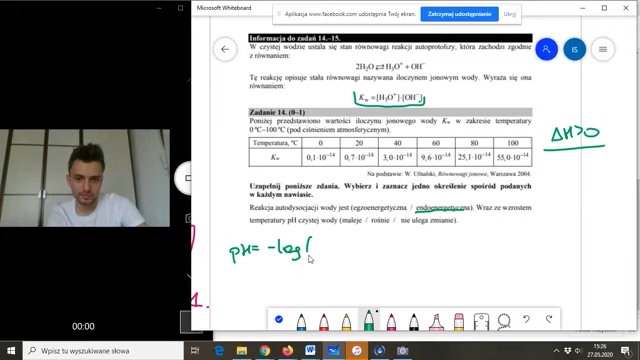 Microsoft Whiteboard
Aplikacja appear.com udostępnia Twój ekran.
Zatrzymaj udostępnianie
Ukryj
IS
Informacja do zadań 14.–15.
W czystej wodzie ustala się stan równowagi reakcji autoprotolizy, która zachodzi zgodnie
z równaniem:
2H₂O ⇄ H₃O⁺ + OH⁻
Tę reakcję opisuje stała równowagi nazywana iloczynem jonowym wody. Wyraża się ona
równaniem:
Kw = [H₃O⁺]·[OH⁻]
Zadanie 14. (0–1)
Poniżej przedstawiono wartości iloczynu jonowego wody Kw w zakresie temperatury
0 ºC–100 ºC (pod ciśnieniem atmosferycznym).
ΔH>0
Temperatura, ºC 0 20 40 60 80 100
Kw 0,1·10⁻¹⁴ 0,7·10⁻¹⁴ 3,0·10⁻¹⁴ 9,6·10⁻¹⁴ 25,1·10⁻¹⁴ 55,0·10⁻¹⁴
Na podstawie: W. Ufnalski, Równowagi jonowe, Warszawa 2004.
Uzupełnij poniższe zdania. Wybierz i zaznacz jedno określenie spośród podanych
w każdym nawiasie.
Reakcja autodysocjacji wody jest (egzoenergetyczna / endoenergetyczna). Wraz ze wzrostem
temperatury pH czystej wody (maleje / rośnie / nie ulega zmianie).
pH= -log(
1.
00:00
Wpisz tu wyszukiwane słowa
15:26
27.05.2020